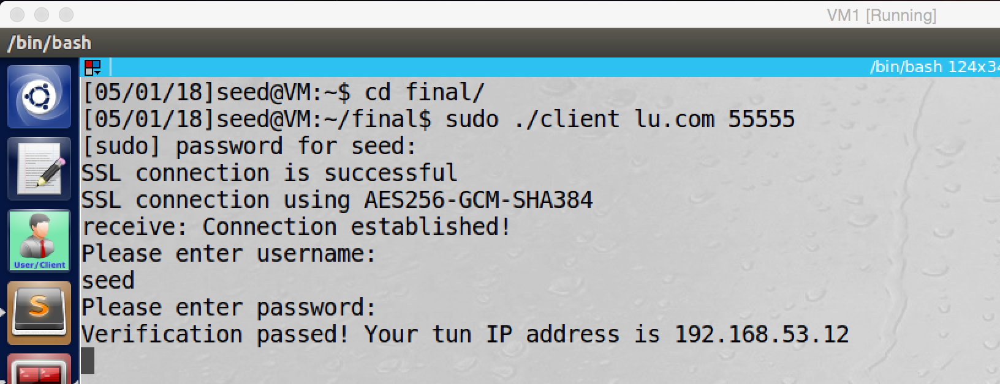 VM1 [Running]
/bin/bash
/bin/bash 124x34
[05/01/18]seed@VM:~$ cd final/
[05/01/18]seed@VM:~/final$ sudo ./client lu.com 55555
[sudo] password for seed:
SSL connection is successful
SSL connection using AES256-GCM-SHA384
receive: Connection established!
Please enter username:
seed
Please enter password:
Verification passed! Your tun IP address is 192.168.53.12
User/Client
S